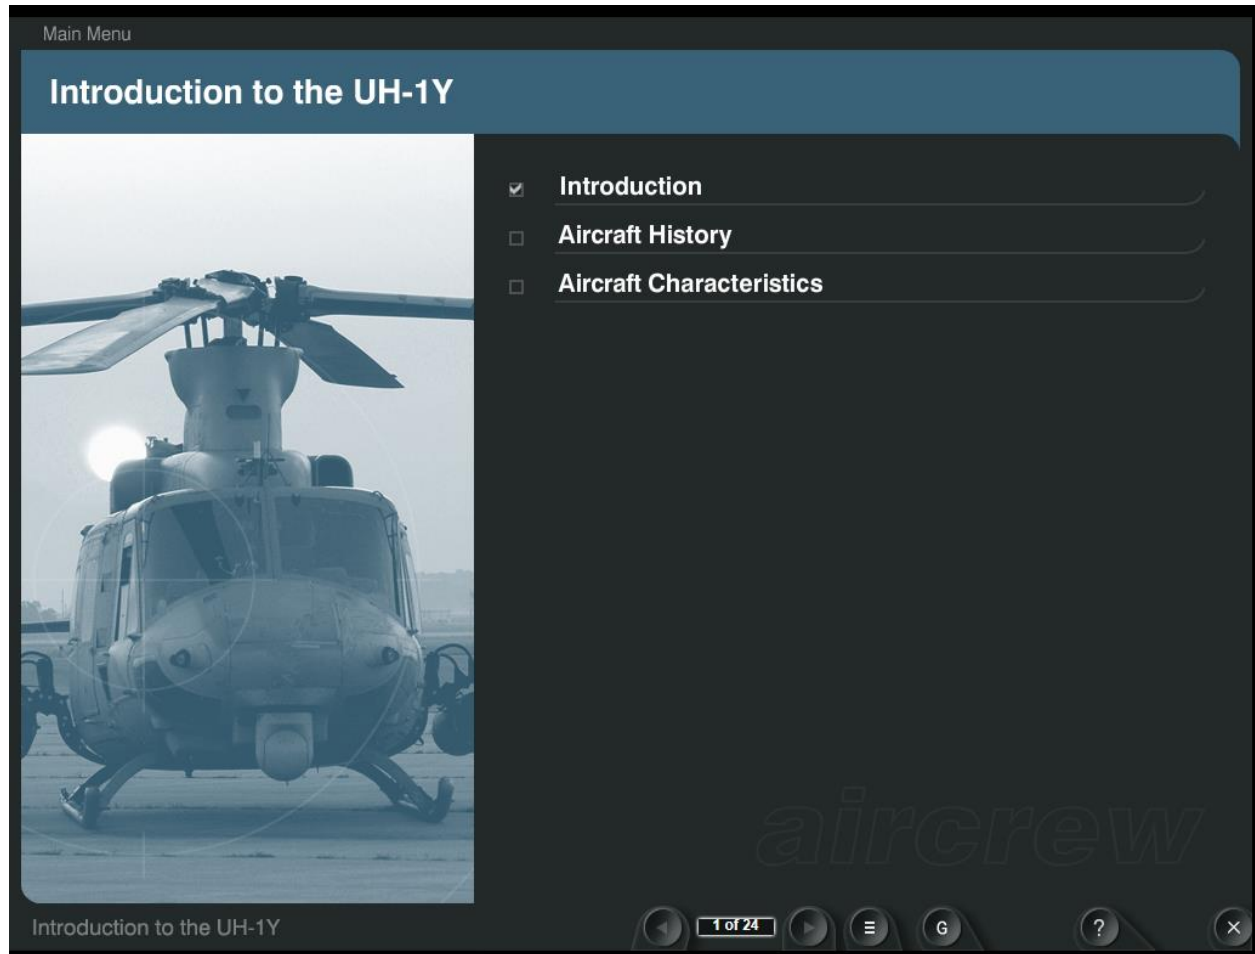 Main Menu
Introduction to the UH-1Y
Introduction
Aircraft History
Aircraft Characteristics
aircrew
Introduction to the UH-1Y
1 of 24
G
?